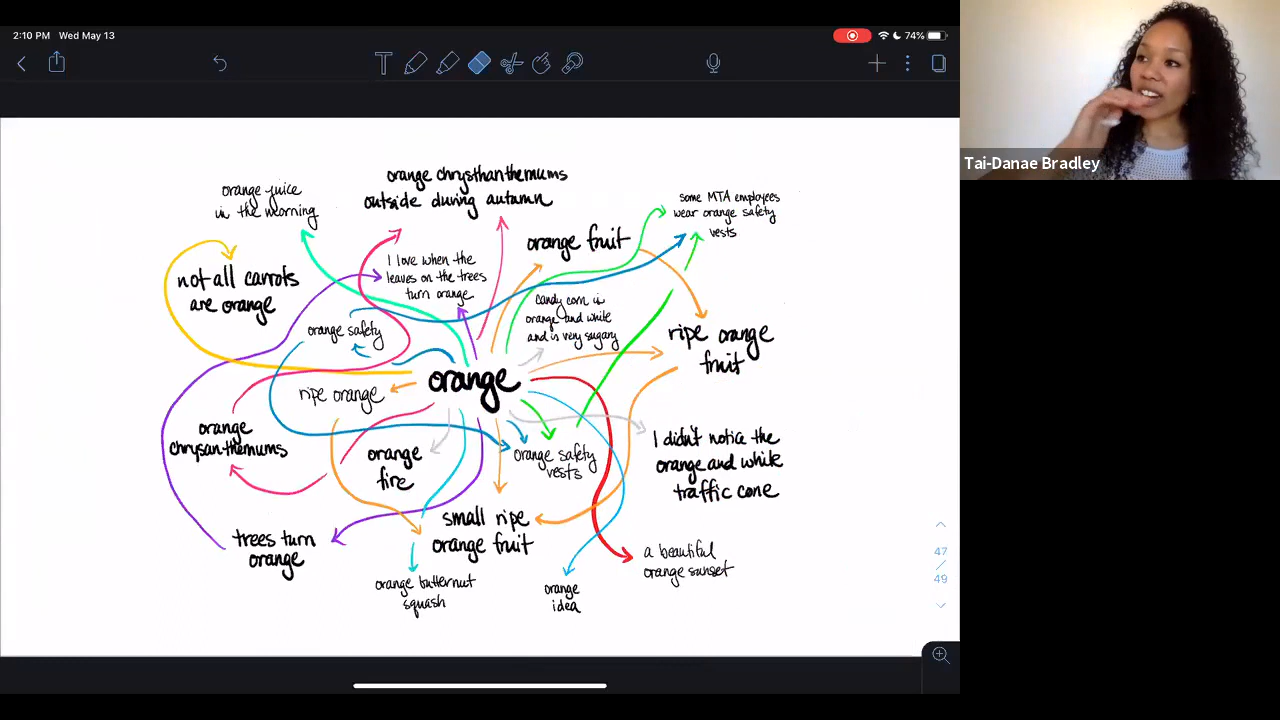 2:10 PM Wed May 13
74%
Tai-Danae Bradley
orange juice
in the morning
orange chrysthanthemums
outside during autumn
some MTA employees
wear orange safety
vests
orange fruit
I love when the
leaves on the trees
turn orange
not all carrots
are orange
candy corn is
orange and white
and is very sugary
orange safety
ripe orange
fruit
orange
ripe orange
orange
chrysanthemums
orange
fire
orange safety
vests
I didn't notice the
orange and white
traffic cone
small ripe
orange fruit
trees turn
orange
a beautiful
orange sunset
orange butternut
squash
orange
idea
47
/
49